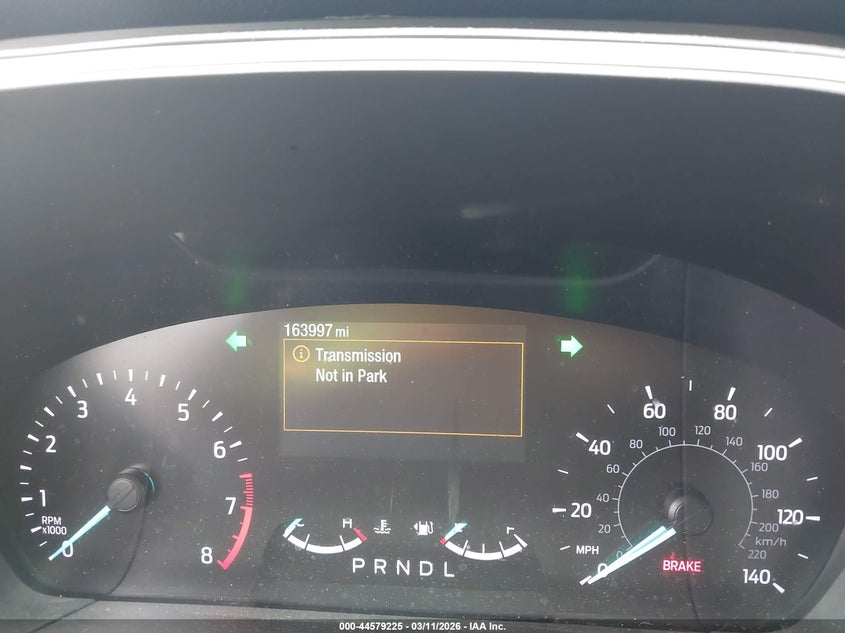 163997 mi
Transmission
Not in Park
0 1 2 3 4 5 6 7 8
RPM
x1000
C H
E F
P R N D L
0 20 40 60 80 100 120 140
MPH
0 20 40 60 80 100 120 140 160 180 200 220
km/h
BRAKE
000-44579225 - 03/11/2026 - IAA Inc.